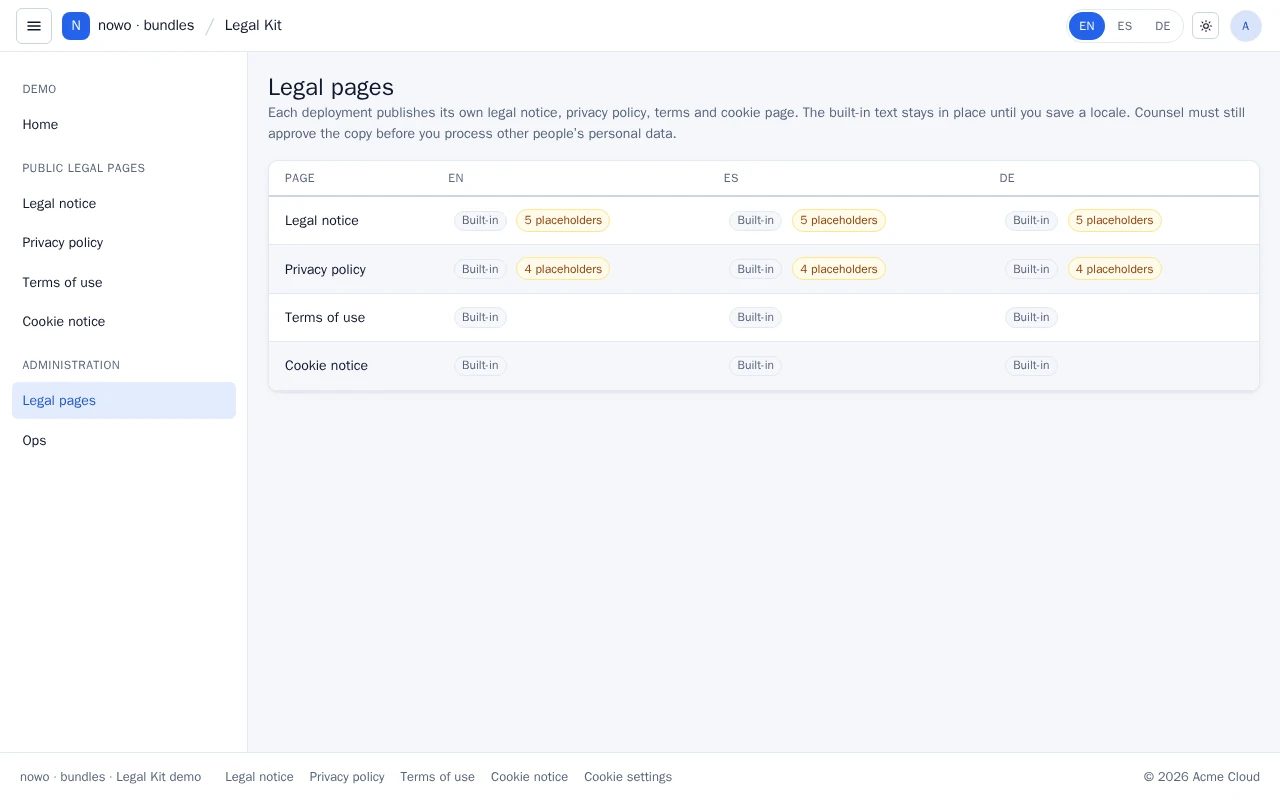 N nowo · bundles / Legal Kit
EN ES DE A
DEMO
Home
PUBLIC LEGAL PAGES
Legal notice
Privacy policy
Terms of use
Cookie notice
ADMINISTRATION
Legal pages
Ops
Legal pages
Each deployment publishes its own legal notice, privacy policy, terms and cookie page. The built-in text stays in place until you save a locale. Counsel must still
approve the copy before you process other people's personal data.
PAGE EN ES DE
Legal notice Built-in 5 placeholders Built-in 5 placeholders Built-in 5 placeholders
Privacy policy Built-in 4 placeholders Built-in 4 placeholders Built-in 4 placeholders
Terms of use Built-in Built-in Built-in
Cookie notice Built-in Built-in Built-in
nowo · bundles · Legal Kit demo Legal notice Privacy policy Terms of use Cookie notice Cookie settings © 2026 Acme Cloud